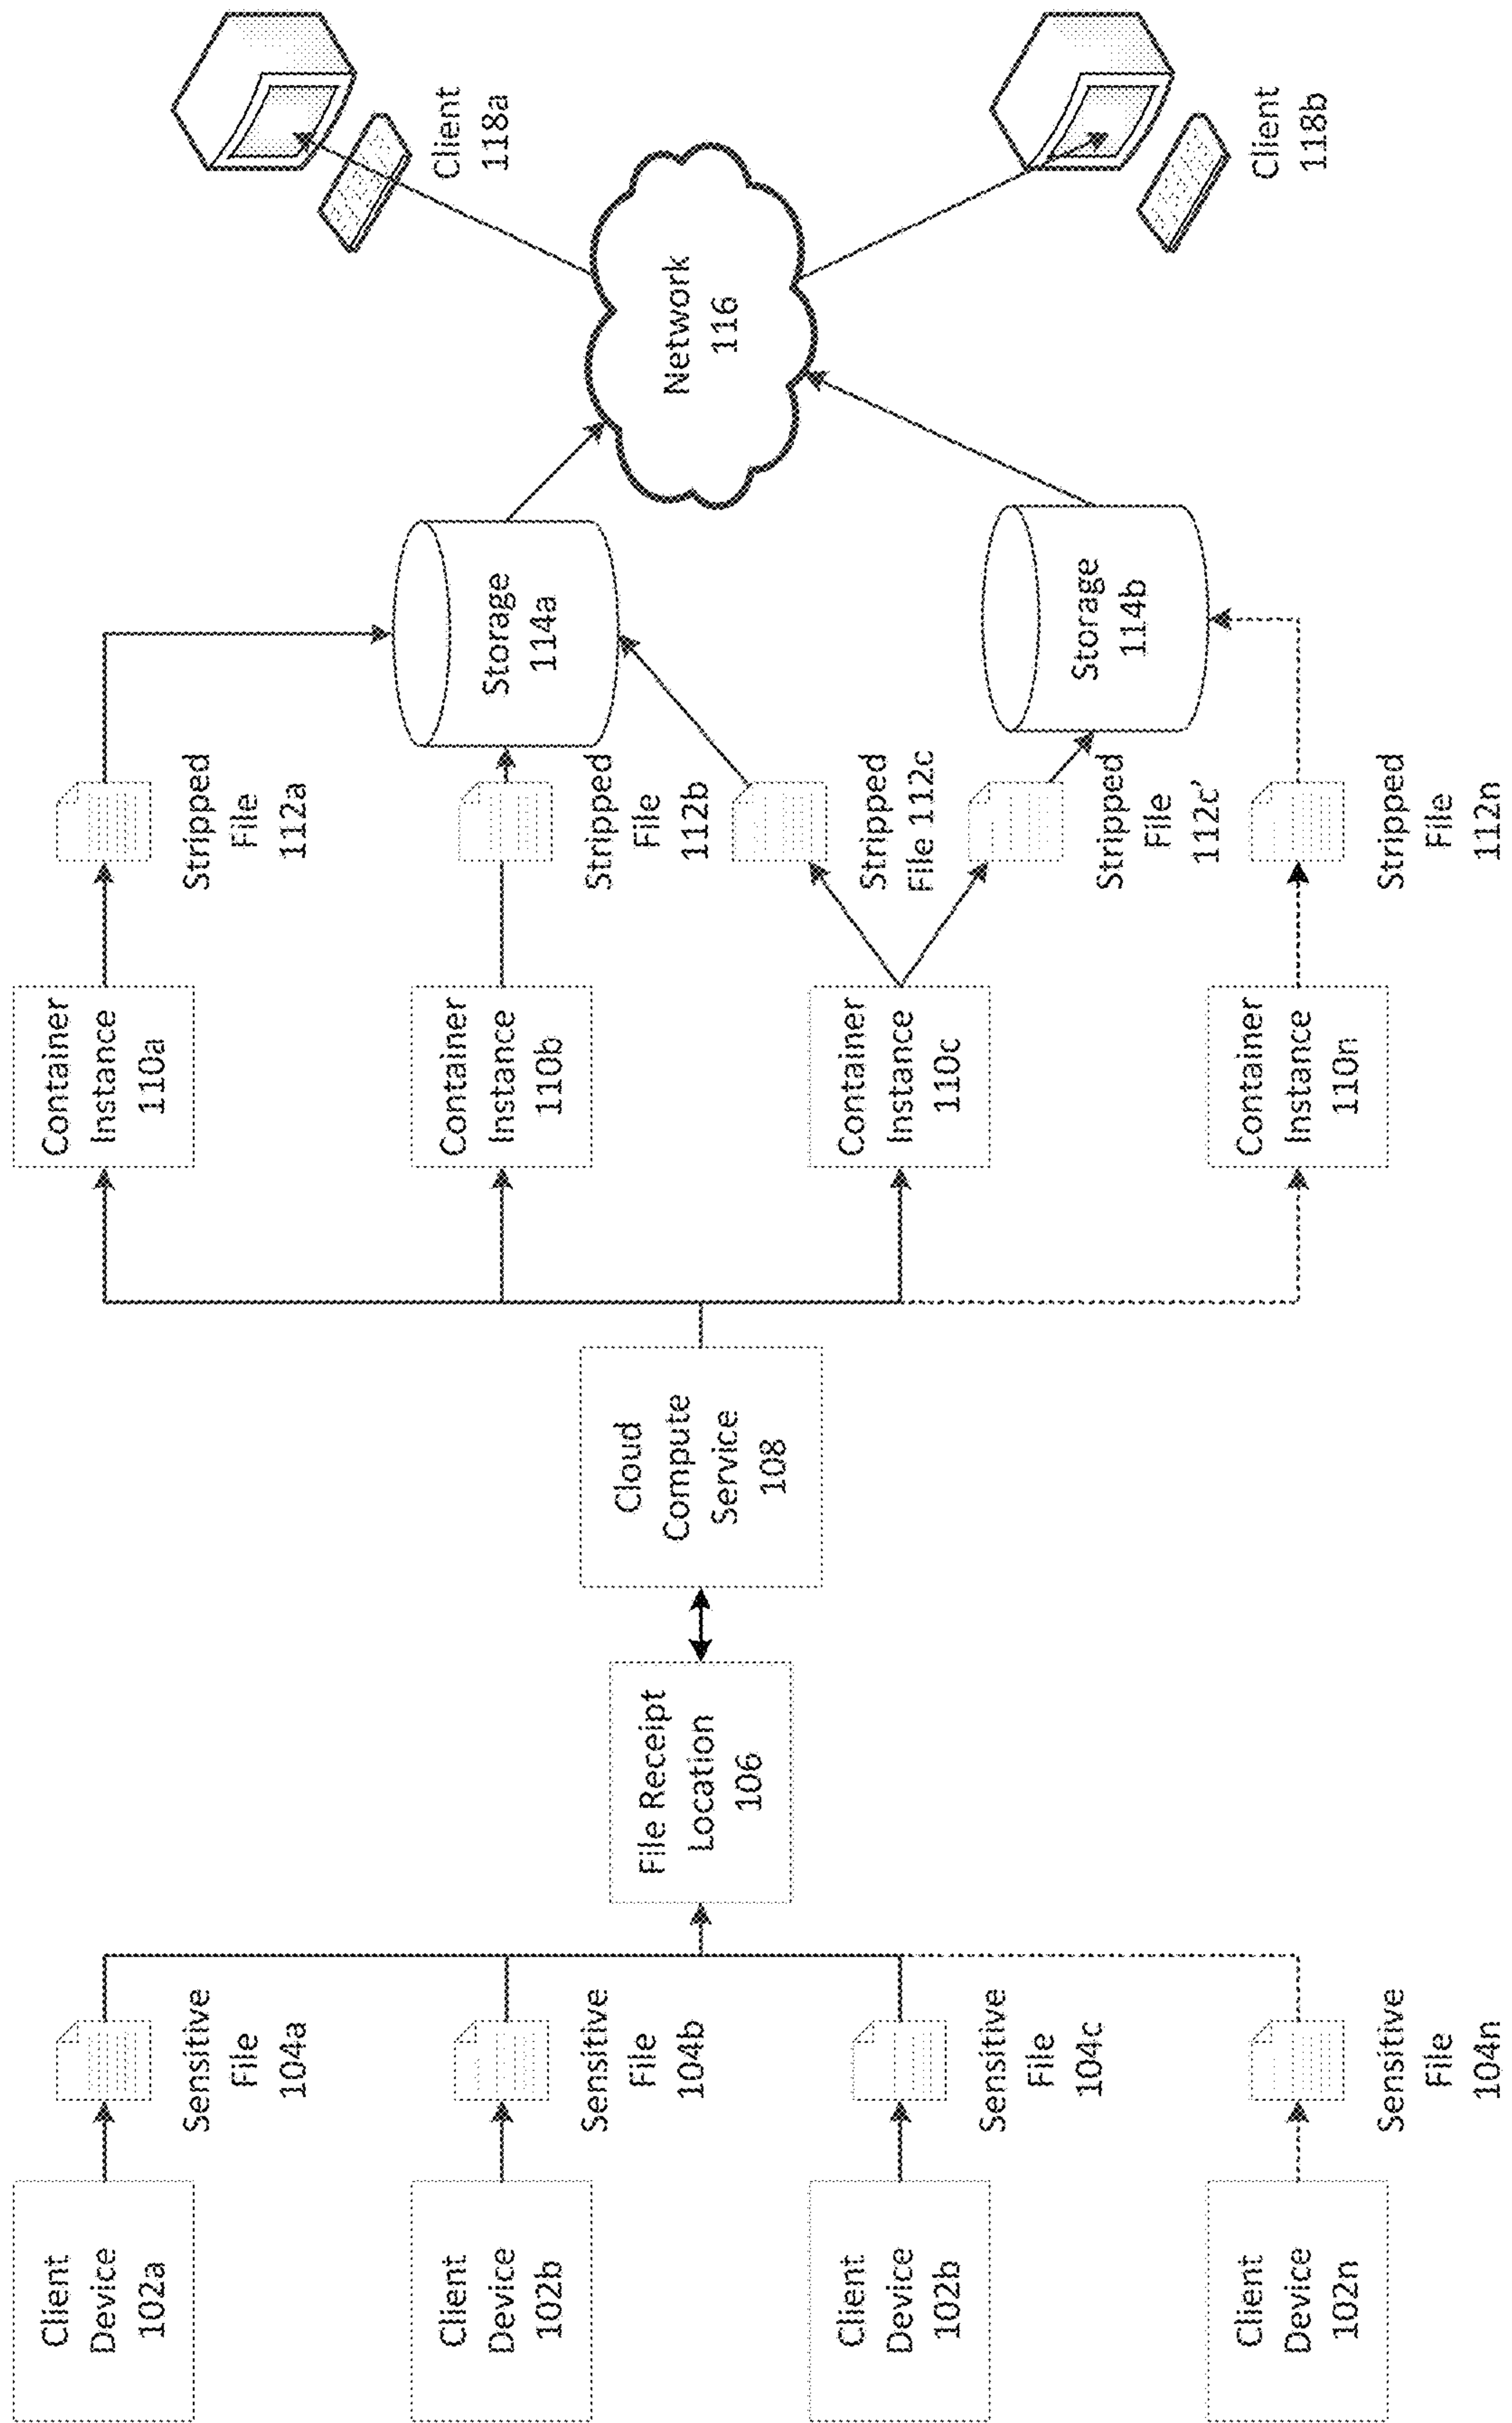 Client
Device
102a
Sensitive
File
104a
Client
Device
102b
Sensitive
File
104b
Client
Device
102b
Sensitive
File
104c
Client
Device
102n
Sensitive
File
104n
File Receipt
Location
106
Cloud
Compute
Service
108
Container
Instance
110a
Container
Instance
110b
Container
Instance
110c
Container
Instance
110n
Stripped
File
112a
Stripped
File
112b
Stripped
File 112c
Stripped
File
112c’
Stripped
File
112n
Storage
114a
Storage
114b
Network
116
Client
118a
Client
118b